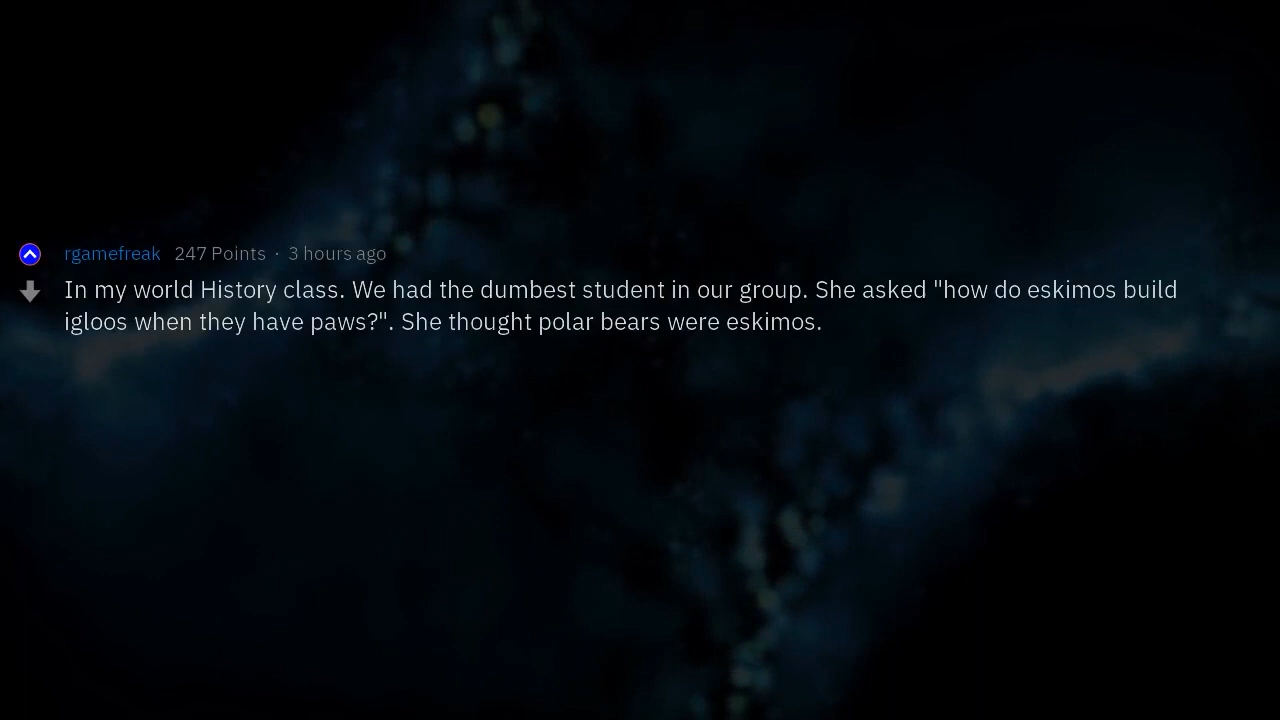 rgamefreak 247 Points · 3 hours ago
In my world History class. We had the dumbest student in our group. She asked "how do eskimos build
igloos when they have paws?". She thought polar bears were eskimos.